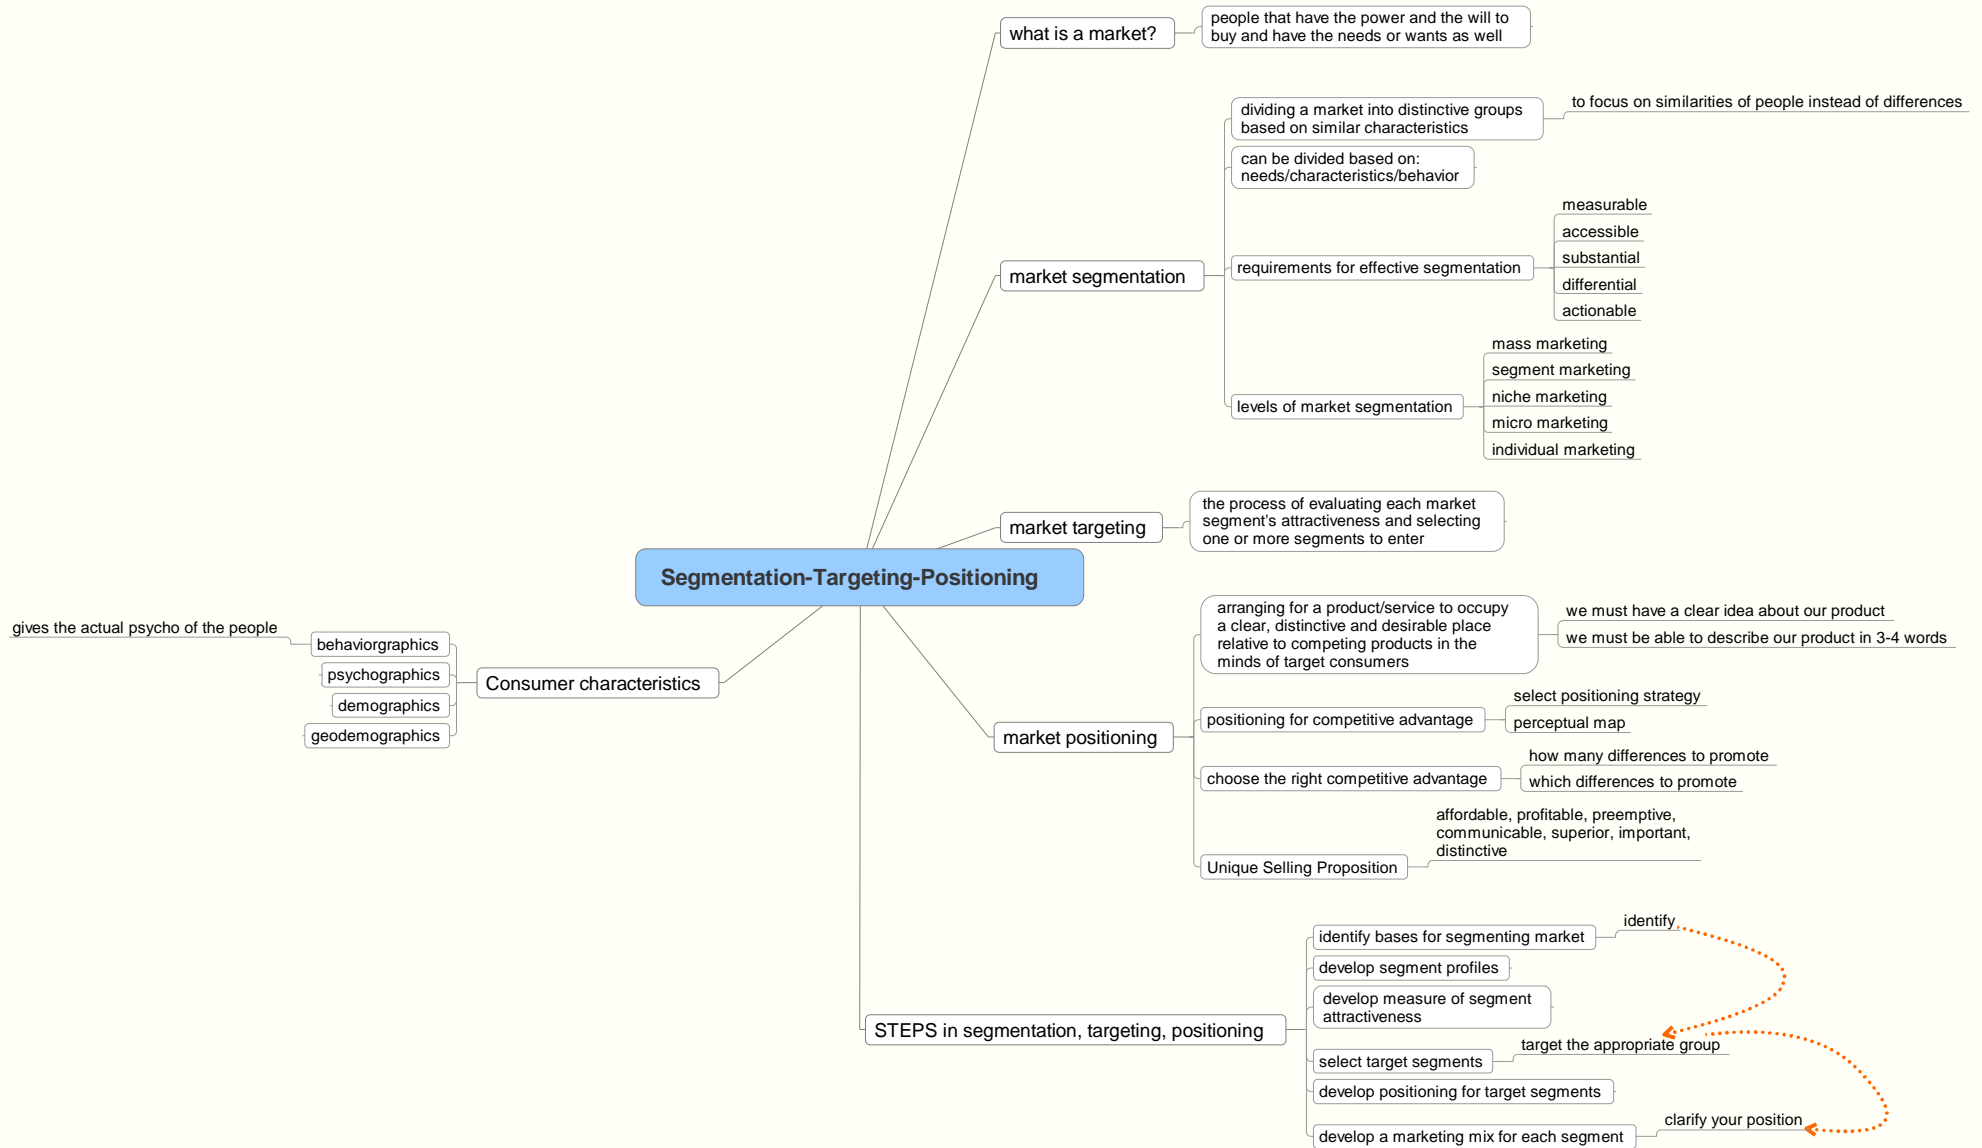 what is a market?
people that have the power and the will to
buy and have the needs or wants as well
market segmentation
dividing a market into distinctive groups
based on similar characteristics
to focus on similarities of people instead of differences
can be divided based on:
needs/characteristics/behavior
requirements for effective segmentation
measurable
accessible
substantial
differential
actionable
levels of market segmentation
mass marketing
segment marketing
niche marketing
micro marketing
individual marketing
market targeting
the process of evaluating each market
segment's attractiveness and selecting
one or more segments to enter
Segmentation-Targeting-Positioning
market positioning
arranging for a product/service to occupy
a clear, distinctive and desirable place
relative to competing products in the
minds of target consumers
we must have a clear idea about our product
we must be able to describe our product in 3-4 words
positioning for competitive advantage
select positioning strategy
perceptual map
choose the right competitive advantage
how many differences to promote
which differences to promote
Unique Selling Proposition
affordable, profitable, preemptive,
communicable, superior, important,
distinctive
STEPS in segmentation, targeting, positioning
identify bases for segmenting market
identify
develop segment profiles
develop measure of segment
attractiveness
select target segments
target the appropriate group
develop positioning for target segments
develop a marketing mix for each segment
clarify your position
Consumer characteristics
behaviorgraphics
gives the actual psycho of the people
psychographics
demographics
geodemographics